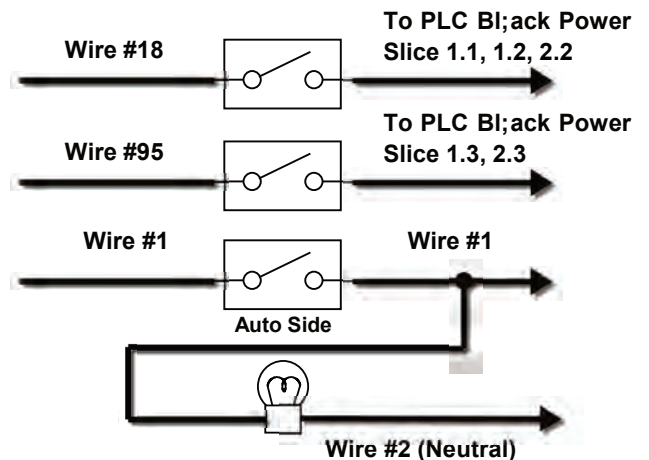 To PLC Bl;ack Power
Wire #18
Slice 1.1, 1.2, 2.2
To PLC Bl;ack Power
Wire #95
Slice 1.3, 2.3
Wire #1
Wire #1
Auto Side
Wire #2 (Neutral)